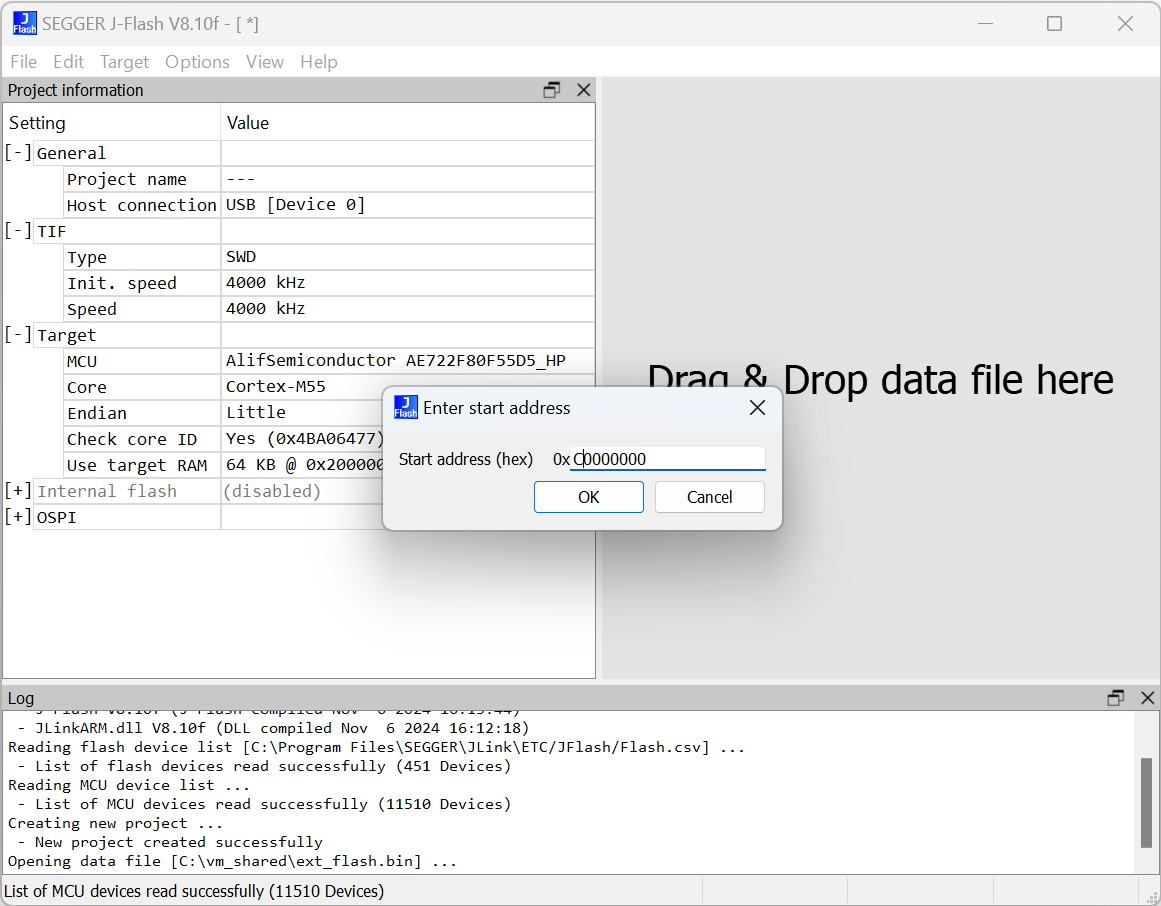 SEGGER J-Flash V8.10f - [ *]
File Edit Target Options View Help
Project information
Setting Value
[-] General
Project name ---
Host connection USB [Device 0]
[-] TIF
Type SWD
Init. speed 4000 kHz
Speed 4000 kHz
[-] Target
MCU AlifSemiconductor AE722F80F55D5_HP
Core Cortex-M55
Endian Little
Check core ID Yes (0x4BA06477)
Use target RAM 64 KB @ 0x200000
[+] Internal flash (disabled)
[+] OSPI
Drag & Drop data file here
J Flash Enter start address
Start address (hex) 0x C0000000
OK Cancel
Log
- J-Flash V8.10f (J-Flash compiled Nov 6 2024 16:13:44)
- JLinkARM.dll V8.10f (DLL compiled Nov 6 2024 16:12:18)
Reading flash device list [C:\Program Files\SEGGER\JLink\ETC/JFlash/Flash.csv] ...
- List of flash devices read successfully (451 Devices)
Reading MCU device list ...
- List of MCU devices read successfully (11510 Devices)
Creating new project ...
- New project created successfully
Opening data file [C:\vm_shared\ext_flash.bin] ...
List of MCU devices read successfully (11510 Devices)